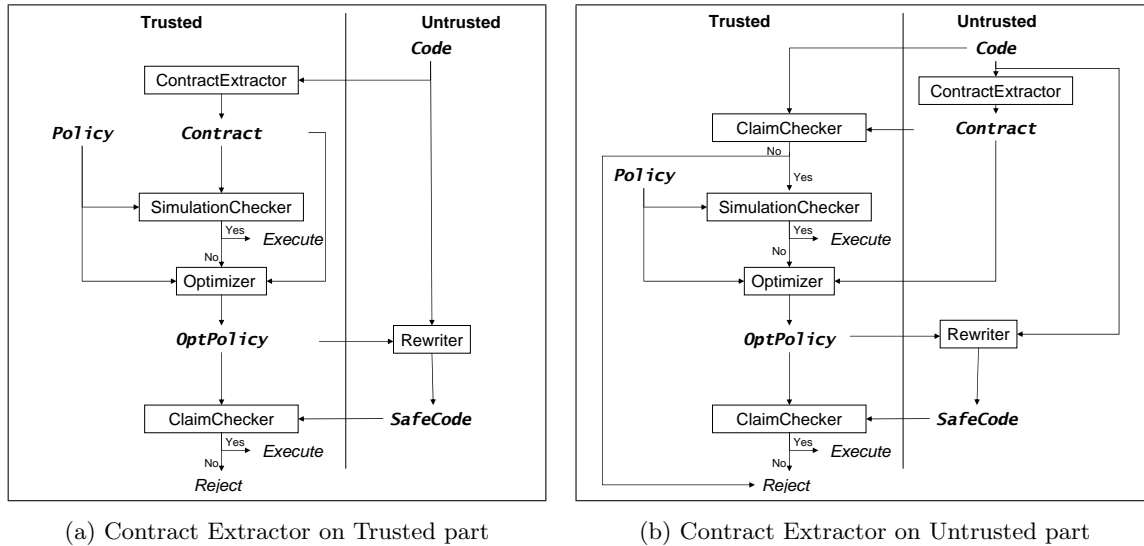 Trusted
Untrusted
Code
ContractExtractor
Policy
Contract
SimulationChecker
Yes
Execute
No
Optimizer
OptPolicy
Rewriter
ClaimChecker
SafeCode
Yes
Execute
No
Reject
(a) Contract Extractor on Trusted part
Trusted
Untrusted
Code
ContractExtractor
ClaimChecker
Contract
No
Policy
Yes
SimulationChecker
Yes
Execute
No
Optimizer
OptPolicy
Rewriter
ClaimChecker
SafeCode
Yes
Execute
No
Reject
(b) Contract Extractor on Untrusted part